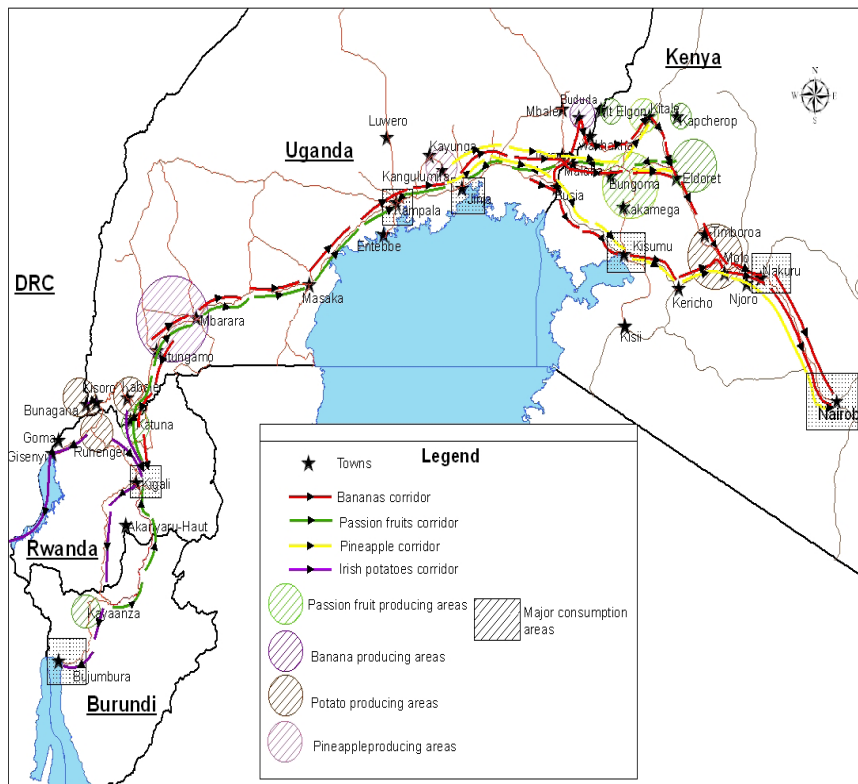 Kenya
N
W E
S
Bududa
Mbale
Mt Elgon
Kitale
Kapcherop
Luwero
Uganda
Kayunga
Kangulumira
Eldoret
Bungoma
Kampala
Jinja
Busia
Kakamega
Entebbe
Timboroa
Kisumu
Molo
Nakuru
DRC
Masaka
Kericho
Njoro
Mbarara
Kisii
Ntungamo
Kisoro
Kabale
Bunagana
Nairobi
Katuna
Goma
Gisenyi
Ruhengeri
Kigali
Akanyaru-Haut
Rwanda
Kayaanza
Bujumbura
Burundi
Legend
Towns
Bananas corridor
Passion fruits corridor
Pineapple corridor
Irish potatoes corridor
Passion fruit producing areas
Major consumption
areas
Banana producing areas
Potato producing areas
Pineappleproducing areas